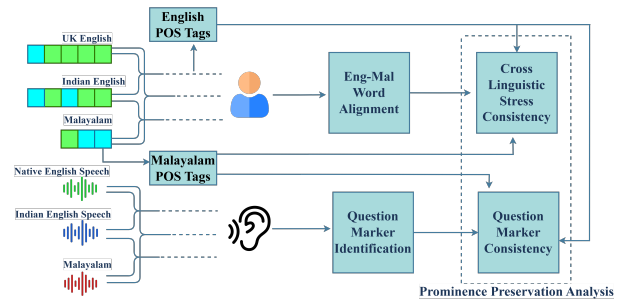 English
POS Tags
UK English
Indian English
Malayalam
Eng-Mal
Word
Alignment
Cross
Linguistic
Stress
Consistency
Malayalam
POS Tags
Native English Speech
Indian English Speech
Malayalam
Question
Marker
Identification
Question
Marker
Consistency
Prominence Preservation Analysis